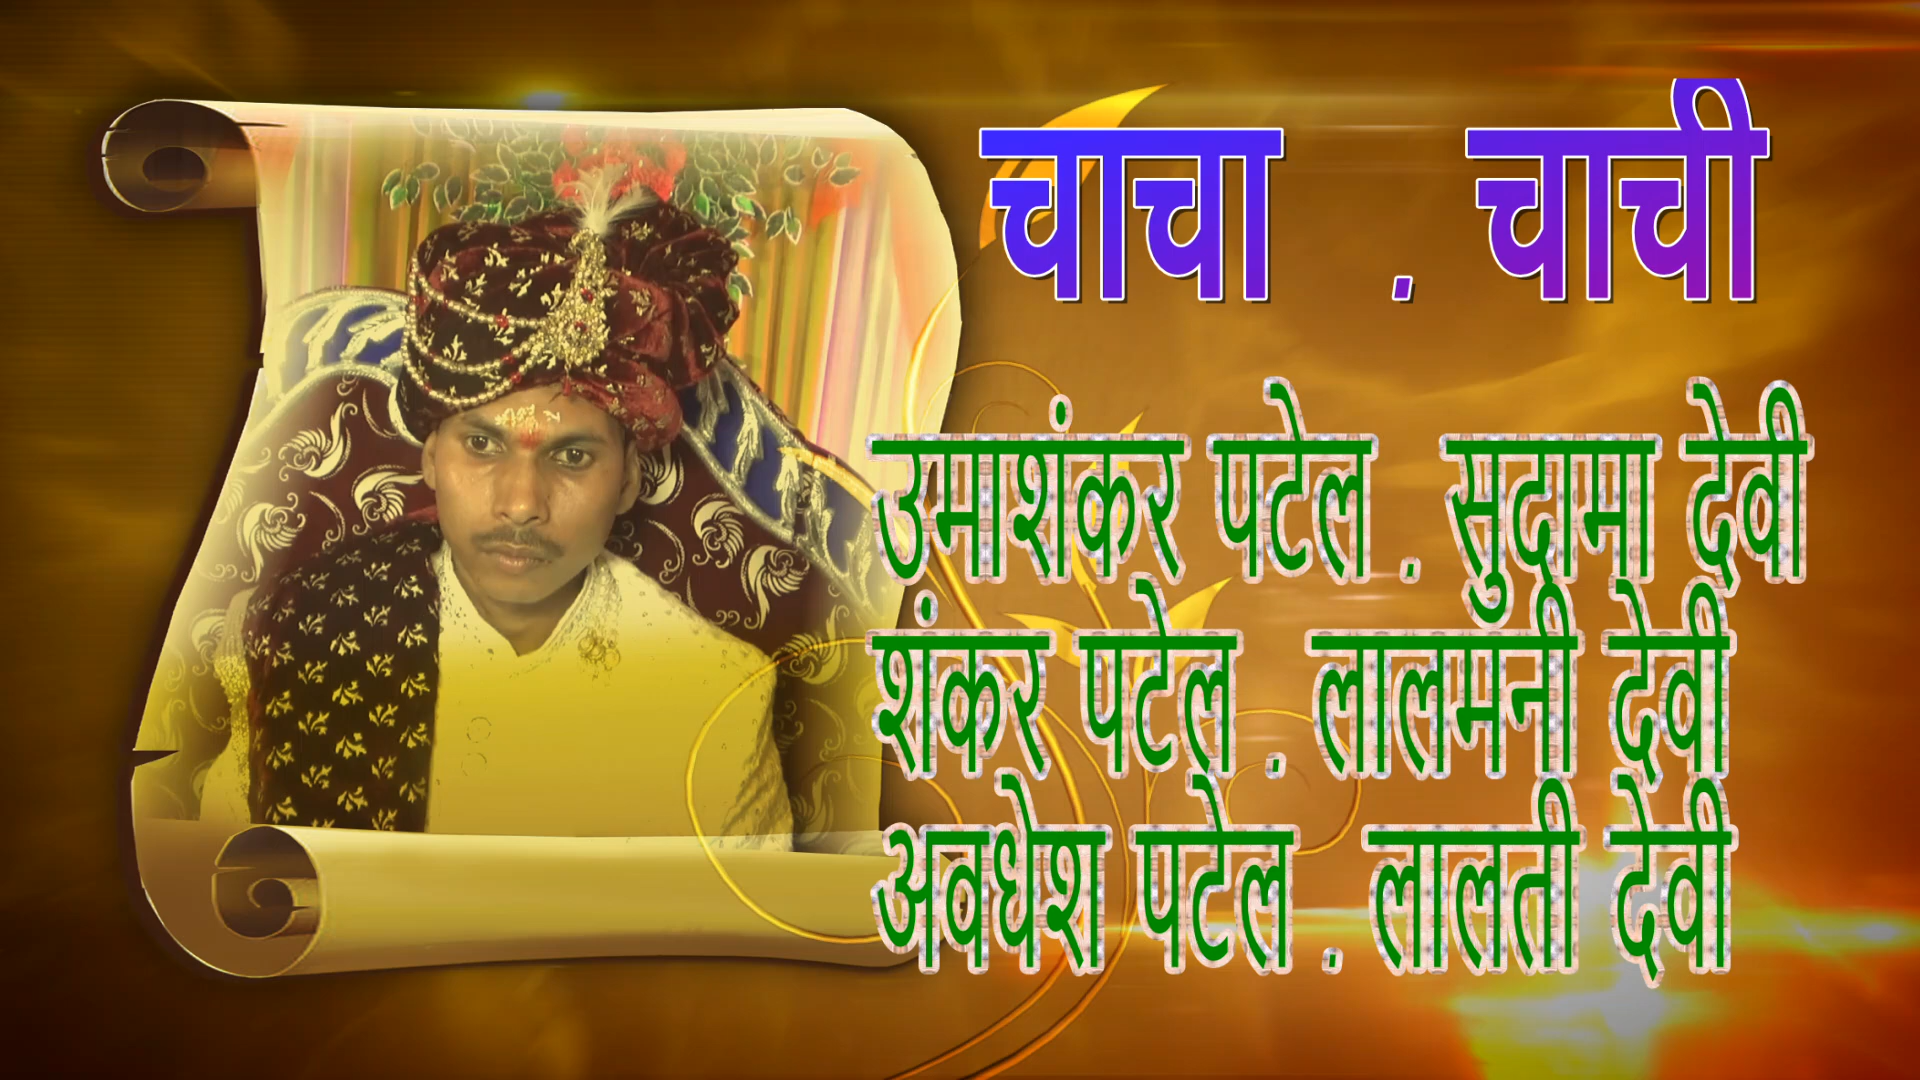 चाचा . चाची
उमाशंकर पटेल . सुदामा देवी
शंकर पटेल . लालमनी देवी
अवधेश पटेल . लालती देवी